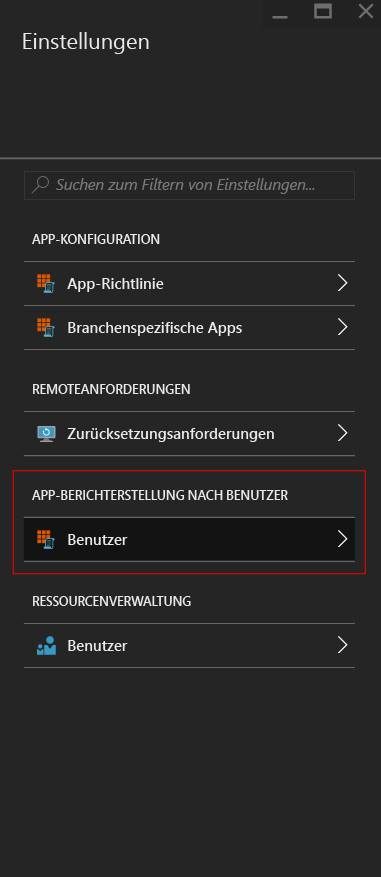 Einstellungen
Suchen zum Filtern von Einstellungen...
APP-KONFIGURATION
App-Richtlinie
Branchenspezifische Apps
REMOTEANFORDERUNGEN
Zurücksetzungsanforderungen
APP-BERICHTERSTELLUNG NACH BENUTZER
Benutzer
RESSOURCENVERWALTUNG
Benutzer